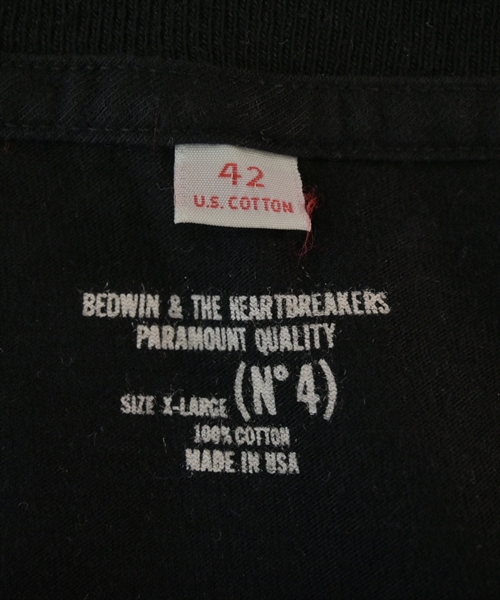 42
U.S. COTTON
BEDWIN & THE HEARTBREAKERS
PARAMOUNT QUALITY
SIZE X-LARGE (N° 4)
100% COTTON
MADE IN USA